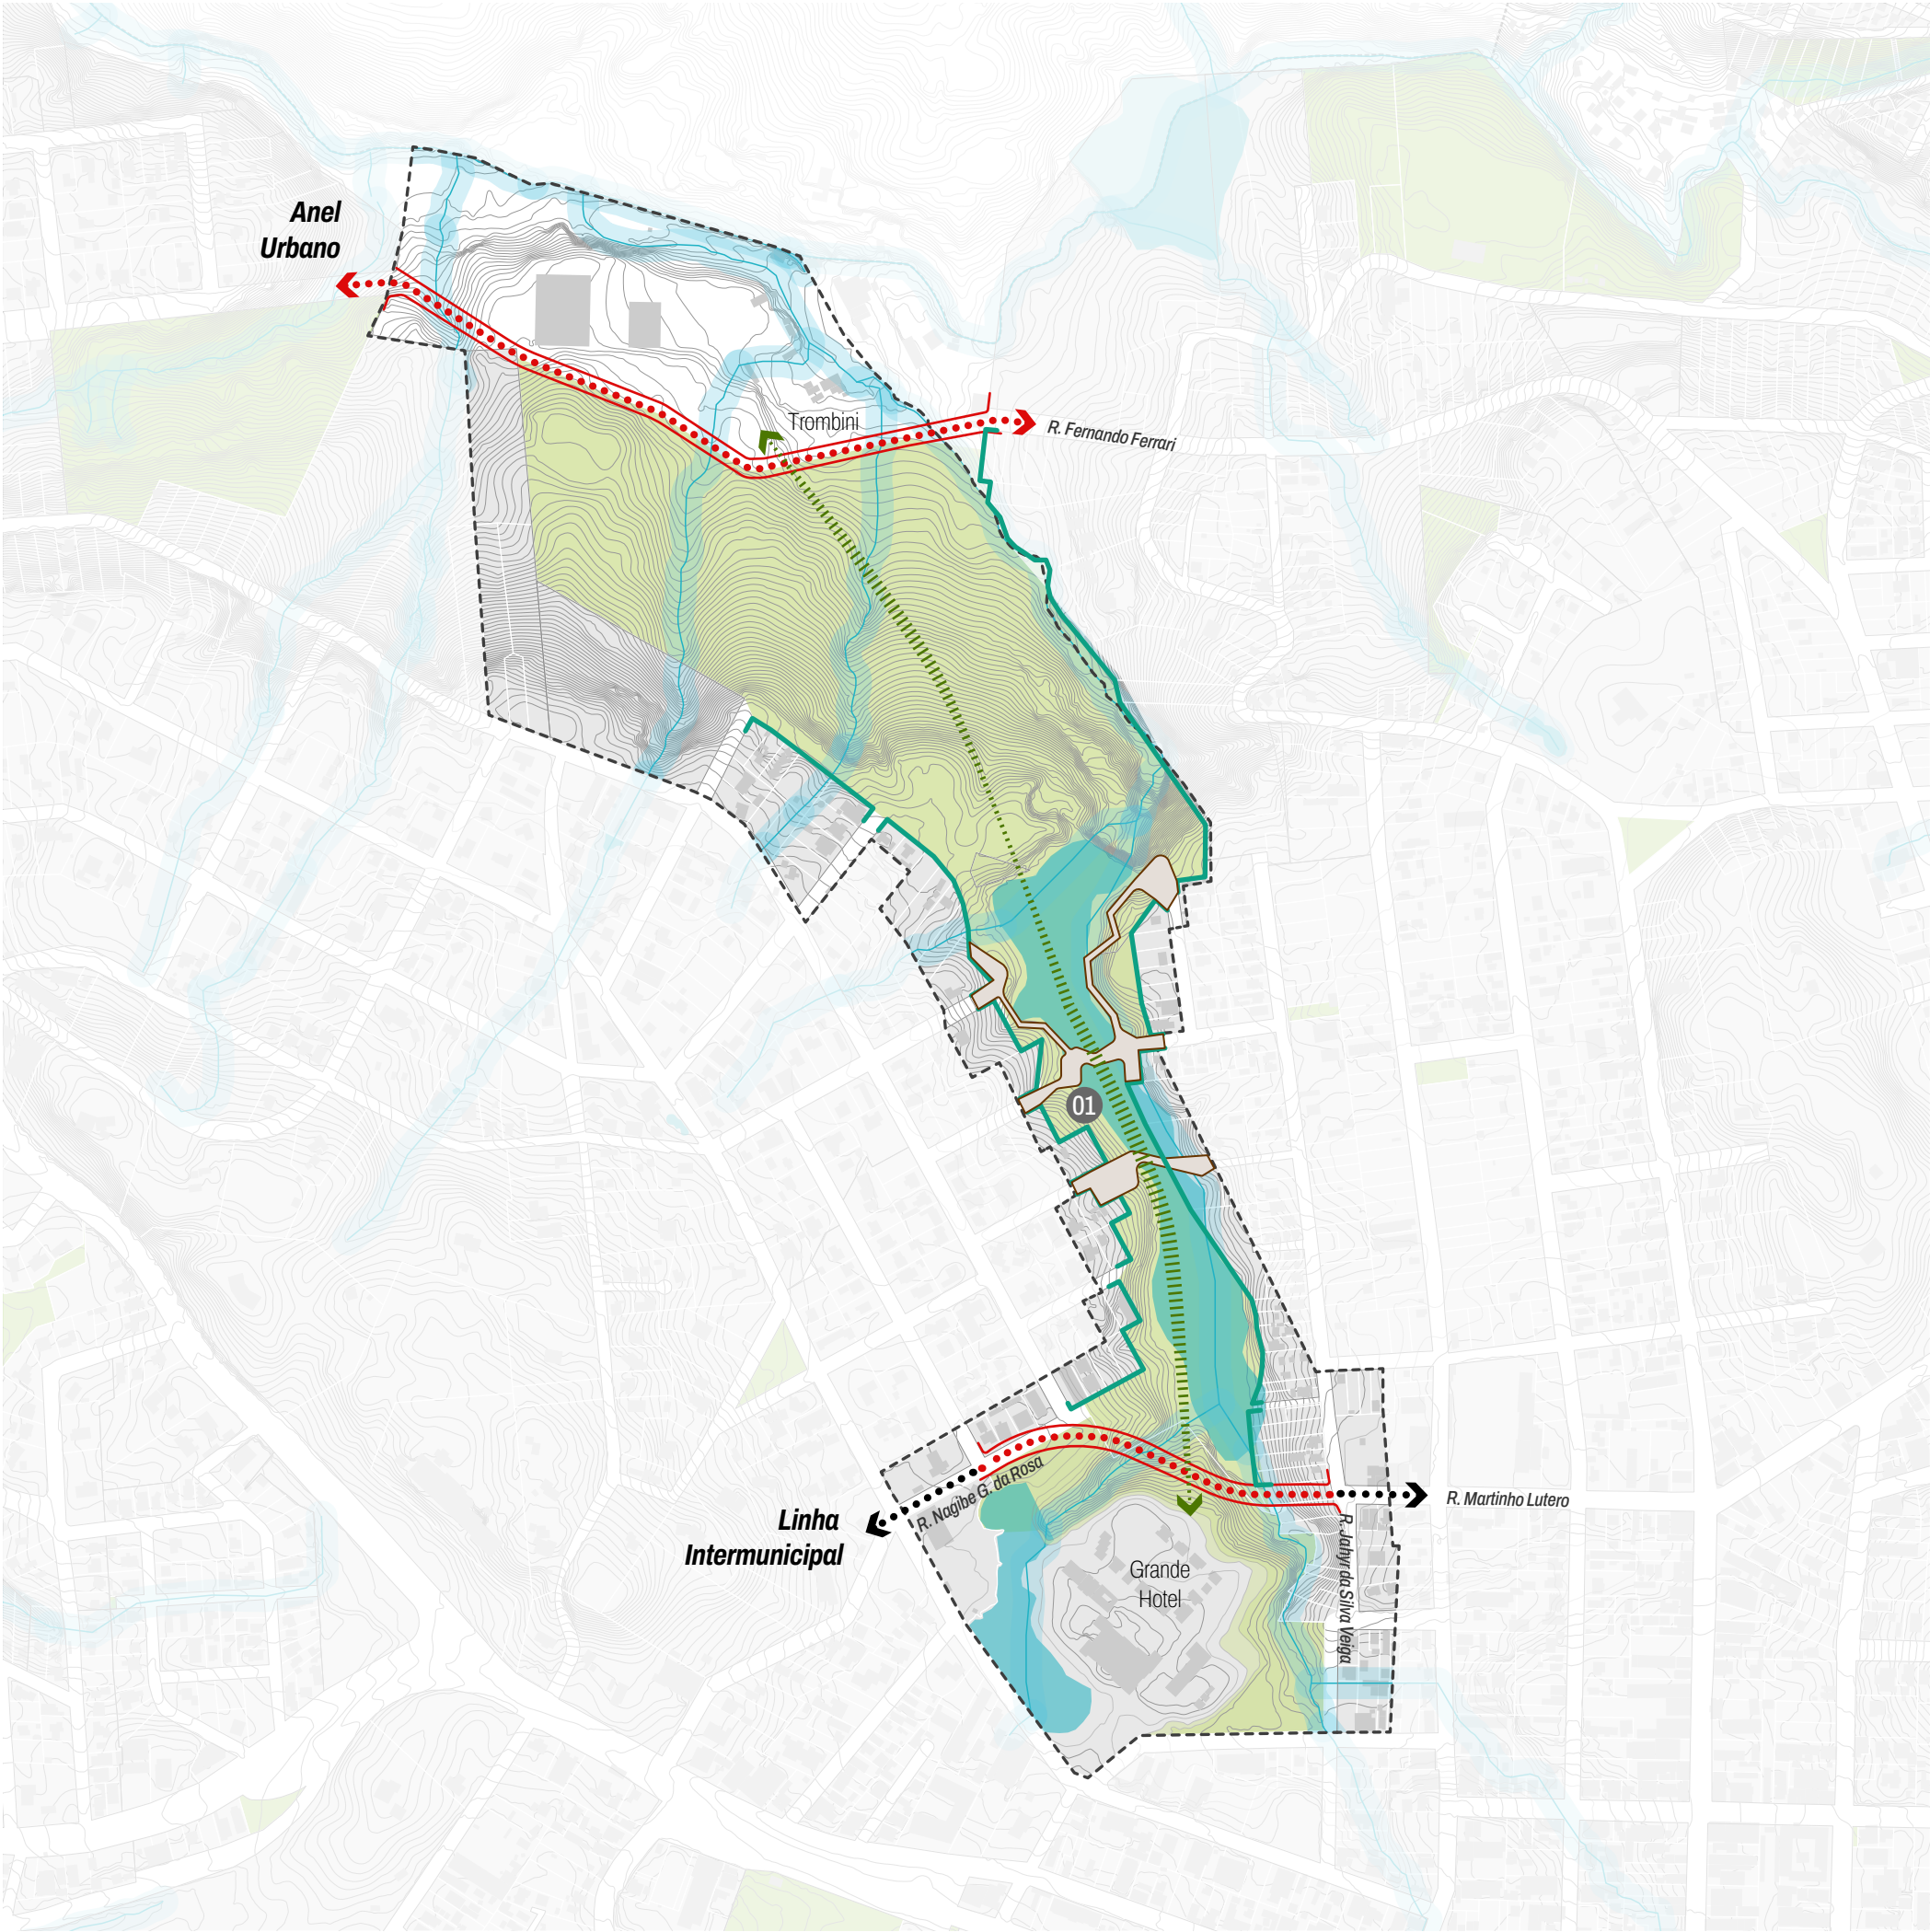 Anel
Urbano
Trombini
R. Fernando Ferrari
01
R. Nagibe G. da Rosa
Linha
Intermunicipal
R. Martinho Lutero
R. Jahyr da Silva Veiga
Grande
Hotel